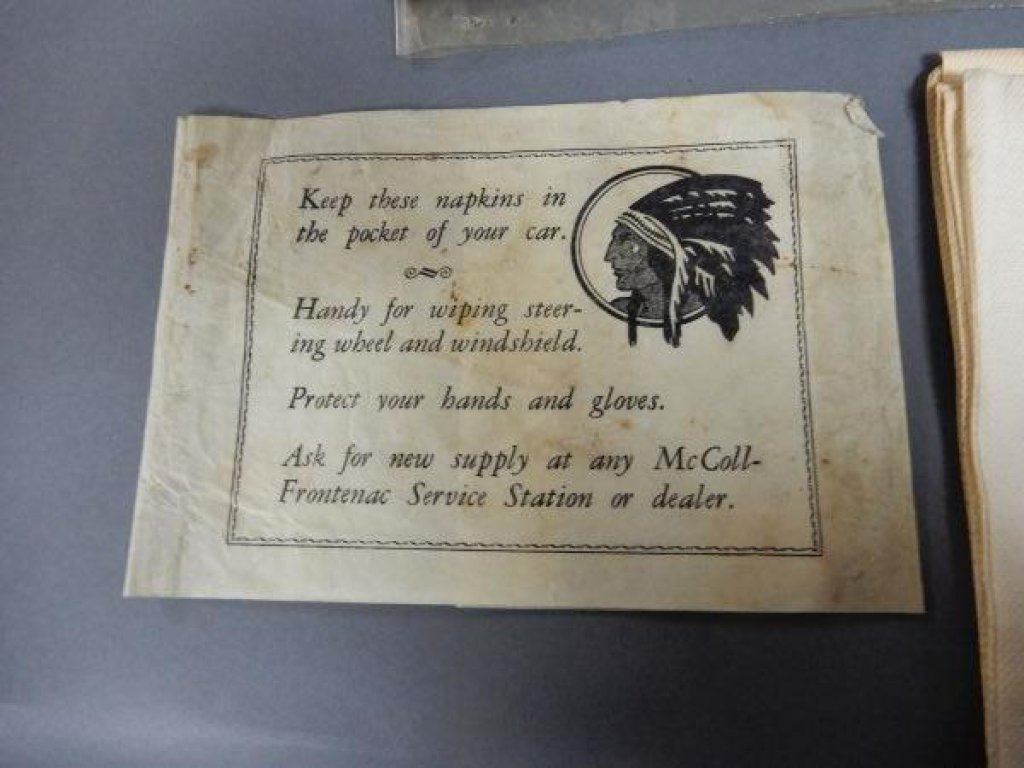 Keep these napkins in
the pocket of your car.
Handy for wiping steer-
ing wheel and windshield.
Protect your hands and gloves.
Ask for new supply at any McColl-
Frontenac Service Station or dealer.